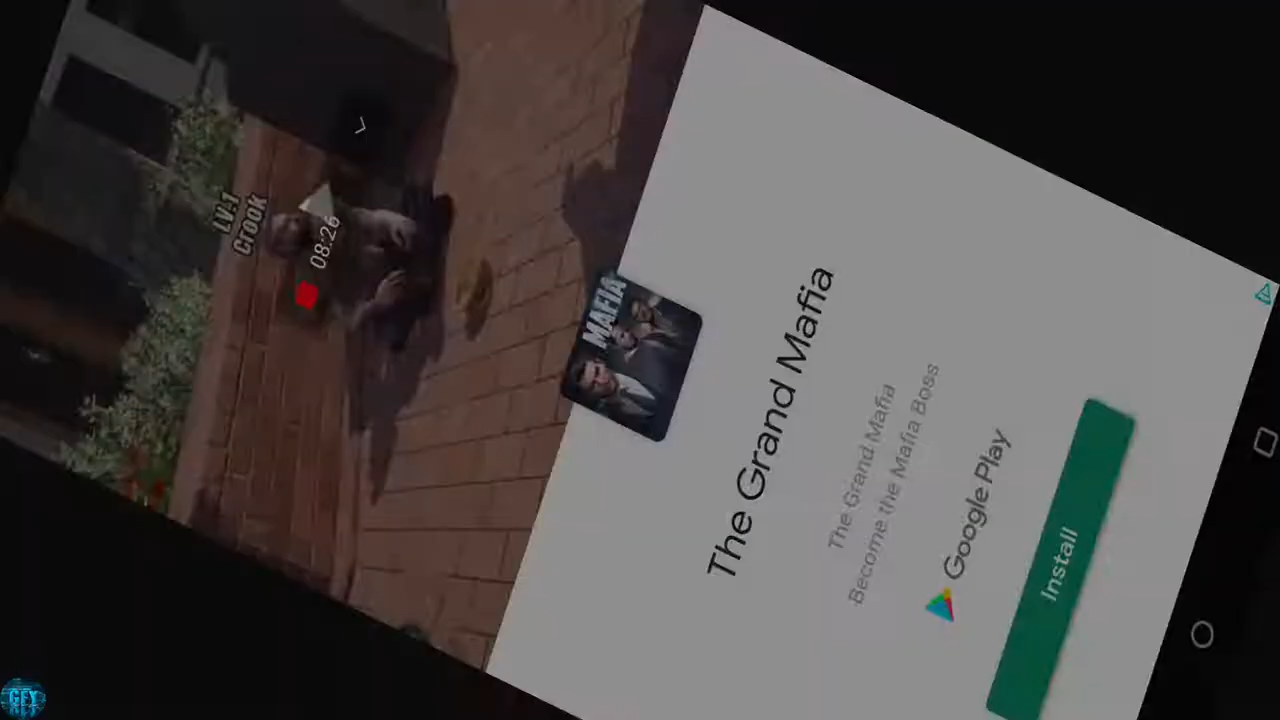 LV.1
Crook
08:26
MAFIA
The Grand Mafia
The Grand Mafia
Become the Mafia Boss
Google Play
Install